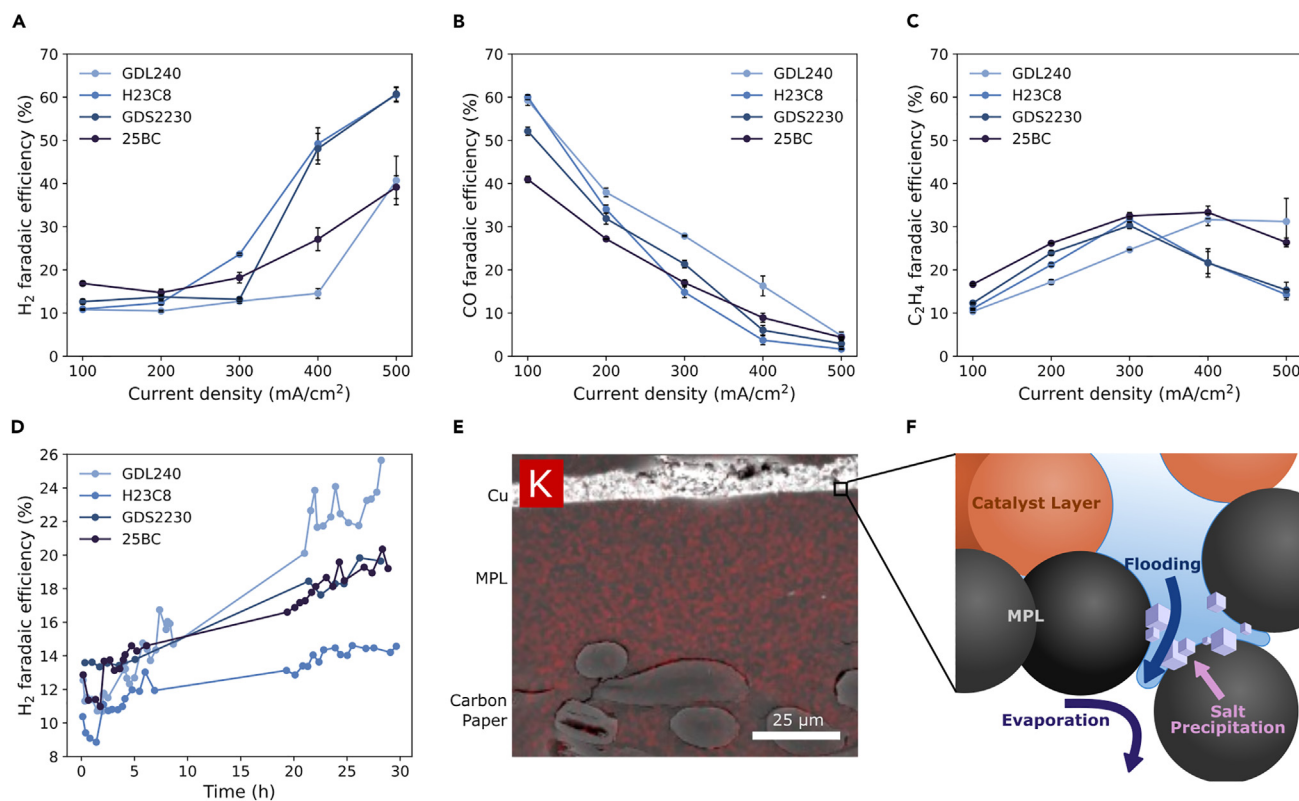 A
H₂ faradaic efficiency (%)
70
60
50
40
30
20
10
0
GDL240
H23C8
GDS2230
25BC
100 200 300 400 500
Current density (mA/cm²)
B
CO faradaic efficiency (%)
70
60
50
40
30
20
10
0
GDL240
H23C8
GDS2230
25BC
100 200 300 400 500
Current density (mA/cm²)
C
C₂H₄ faradaic efficiency (%)
70
60
50
40
30
20
10
0
GDL240
H23C8
GDS2230
25BC
100 200 300 400 500
Current density (mA/cm²)
D
H₂ faradaic efficiency (%)
26
24
22
20
18
16
14
12
10
8
GDL240
H23C8
GDS2230
25BC
0 5 10 15 20 25 30
Time (h)
E
K
Cu
MPL
Carbon
Paper
25 µm
F
Catalyst Layer
Flooding
MPL
Evaporation
Salt
Precipitation